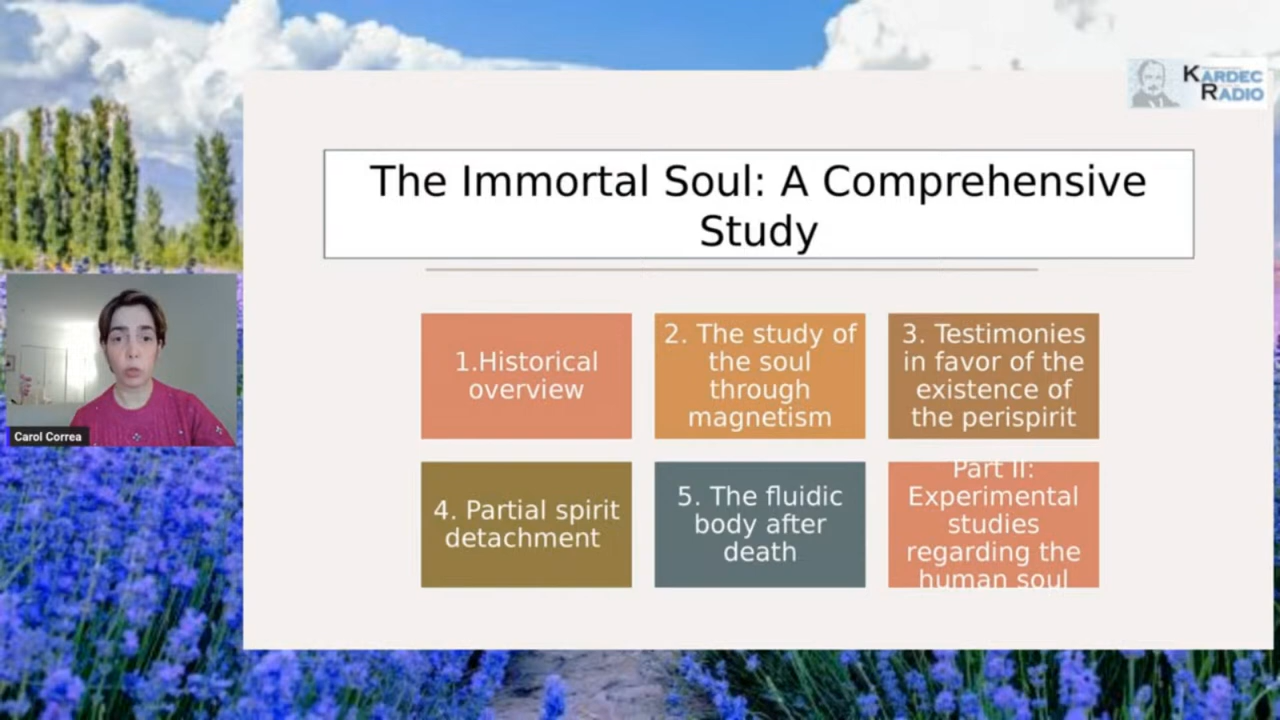 KARDEC
RADIO
The Immortal Soul: A Comprehensive
Study
1.Historical
overview
2. The study of
the soul
through
magnetism
3. Testimonies
in favor of the
existence of
the perispirit
4. Partial spirit
detachment
5. The fluidic
body after
death
Part II:
Experimental
studies
regarding the
human soul
Carol Correa